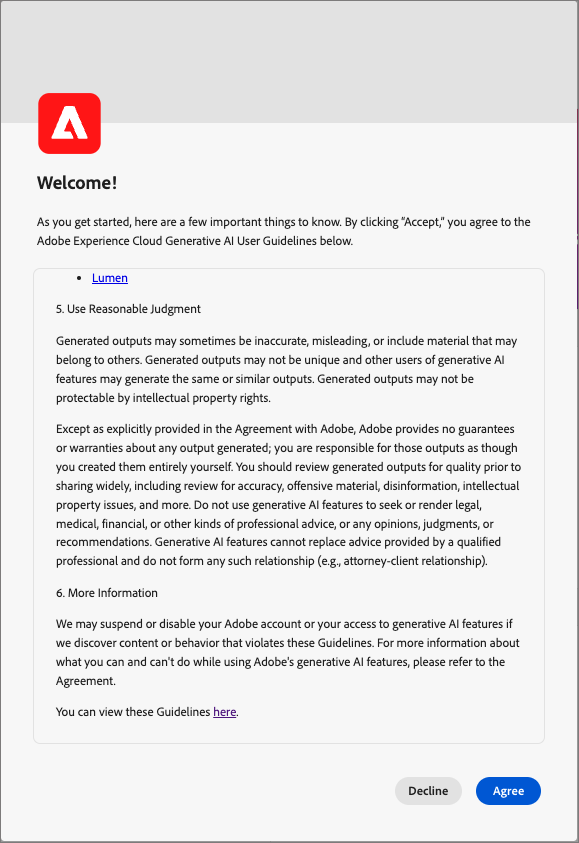 Welcome!
As you get started, here are a few important things to know. By clicking “Accept,” you agree to the
Adobe Experience Cloud Generative AI User Guidelines below.
• Lumen
5. Use Reasonable Judgment
Generated outputs may sometimes be inaccurate, misleading, or include material that may
belong to others. Generated outputs may not be unique and other users of generative AI
features may generate the same or similar outputs. Generated outputs may not be
protectable by intellectual property rights.
Except as explicitly provided in the Agreement with Adobe, Adobe provides no guarantees
or warranties about any output generated; you are responsible for those outputs as though
you created them entirely yourself. You should review generated outputs for quality prior to
sharing widely, including review for accuracy, offensive material, disinformation, intellectual
property issues, and more. Do not use generative AI features to seek or render legal,
medical, financial, or other kinds of professional advice, or any opinions, judgments, or
recommendations. Generative AI features cannot replace advice provided by a qualified
professional and do not form any such relationship (e.g., attorney-client relationship).
6. More Information
We may suspend or disable your Adobe account or your access to generative AI features if
we discover content or behavior that violates these Guidelines. For more information about
what you can and can't do while using Adobe's generative AI features, please refer to the
Agreement.
You can view these Guidelines here.
Decline
Agree